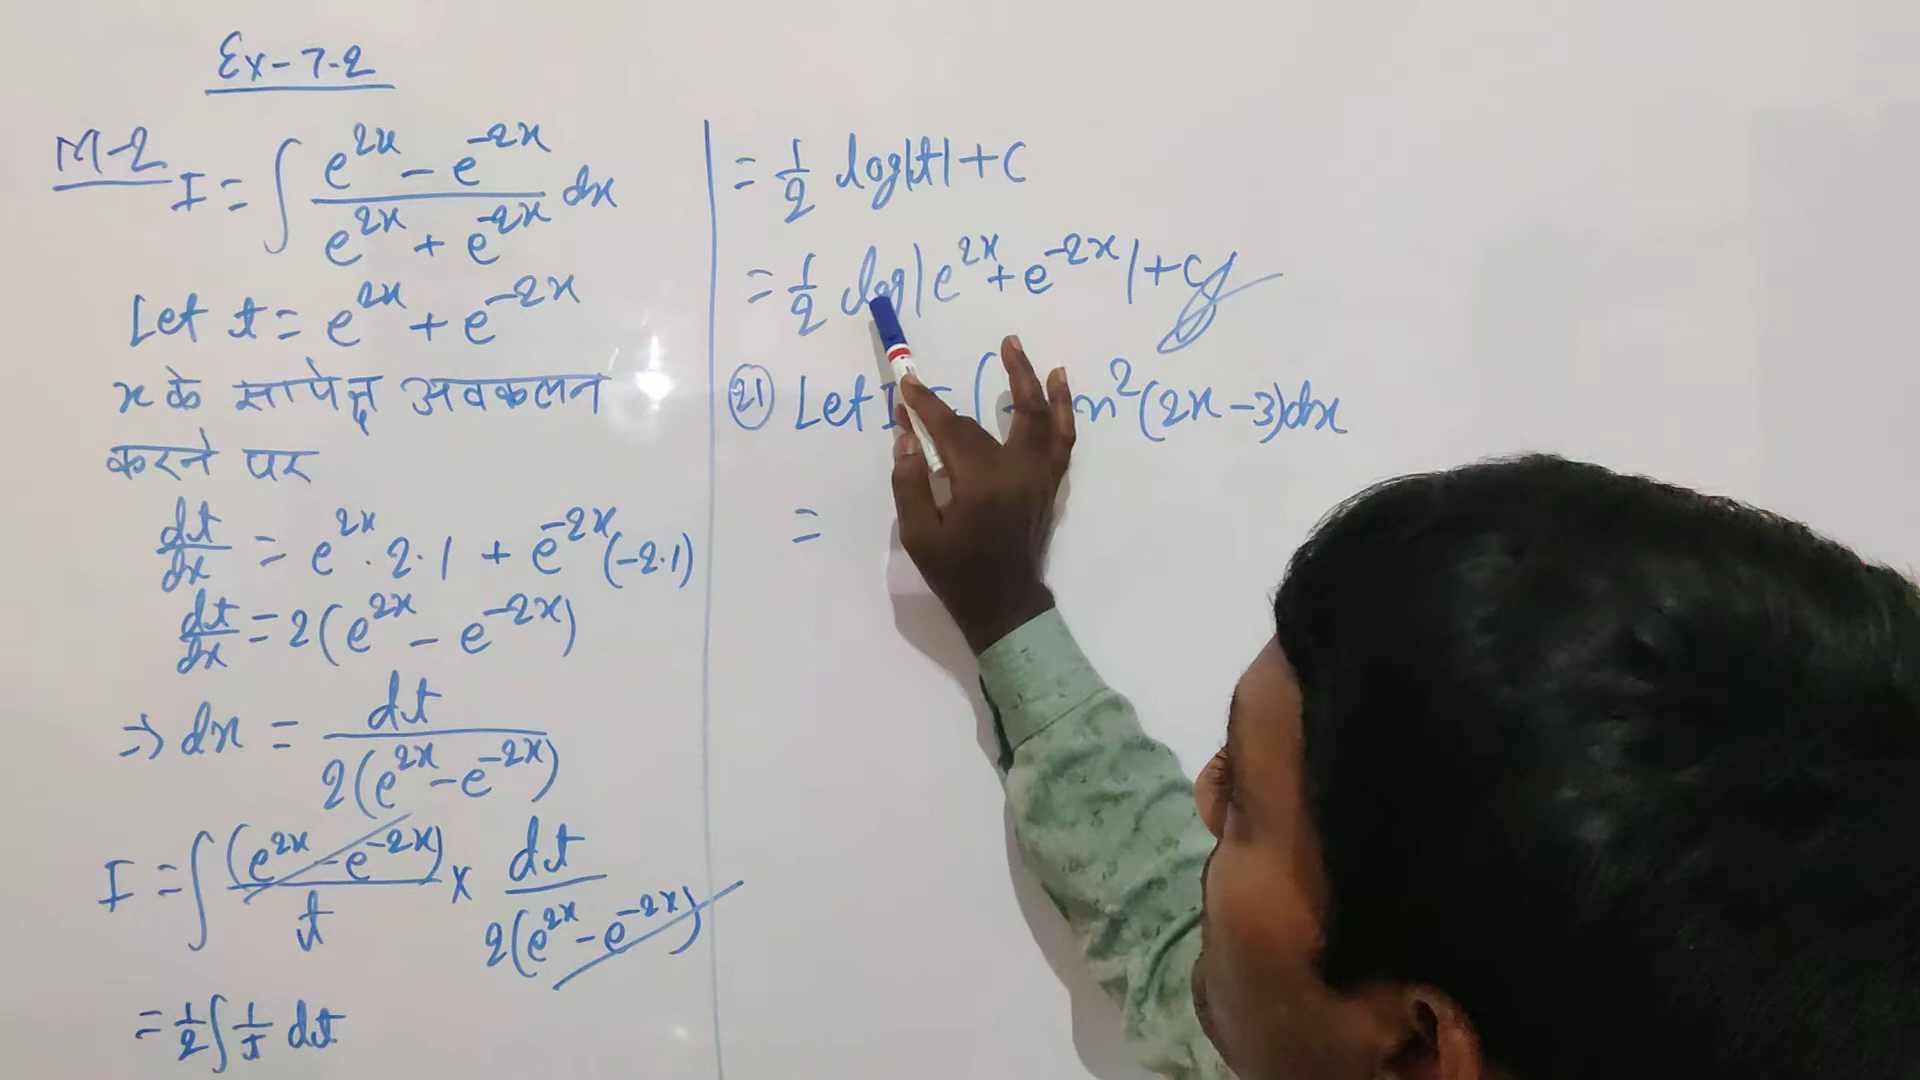 Ex-7.2
M-2 I = ∫ (e^{2x} - e^{-2x})/(e^{2x} + e^{-2x}) dx
Let t = e^{2x} + e^{-2x}
x के सापेक्ष अवकलन
करने पर
dt/dx = e^{2x} . 2 . 1 + e^{-2x} (-2.1)
dt/dx = 2(e^{2x} - e^{-2x})
⇒ dx = dt/(2(e^{2x} - e^{-2x}))
I = ∫ (e^{2x} - e^{-2x})/t × dt/(2(e^{2x} - e^{-2x}))
= 1/2 ∫ 1/t dt
= 1/2 log|t| + C
= 1/2 log|e^{2x} + e^{-2x}| + C
(21) Let I = ∫ n²(2x - 3)dx
=